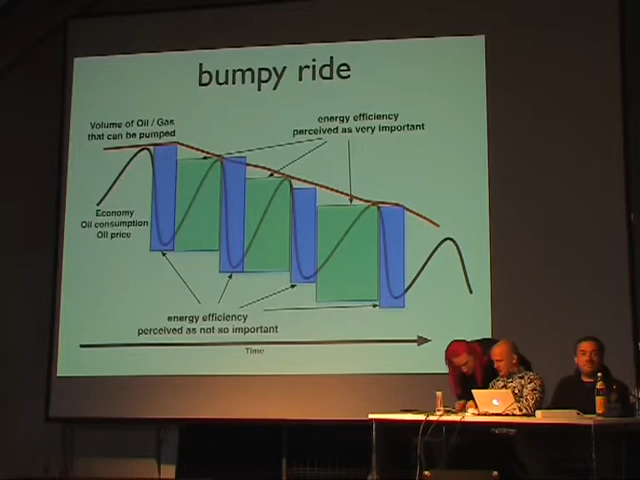 bumpy ride
Volume of Oil / Gas
that can be pumped
energy efficiency
perceived as very important
Economy
Oil consumption
Oil price
energy efficiency
perceived as not so important
Time